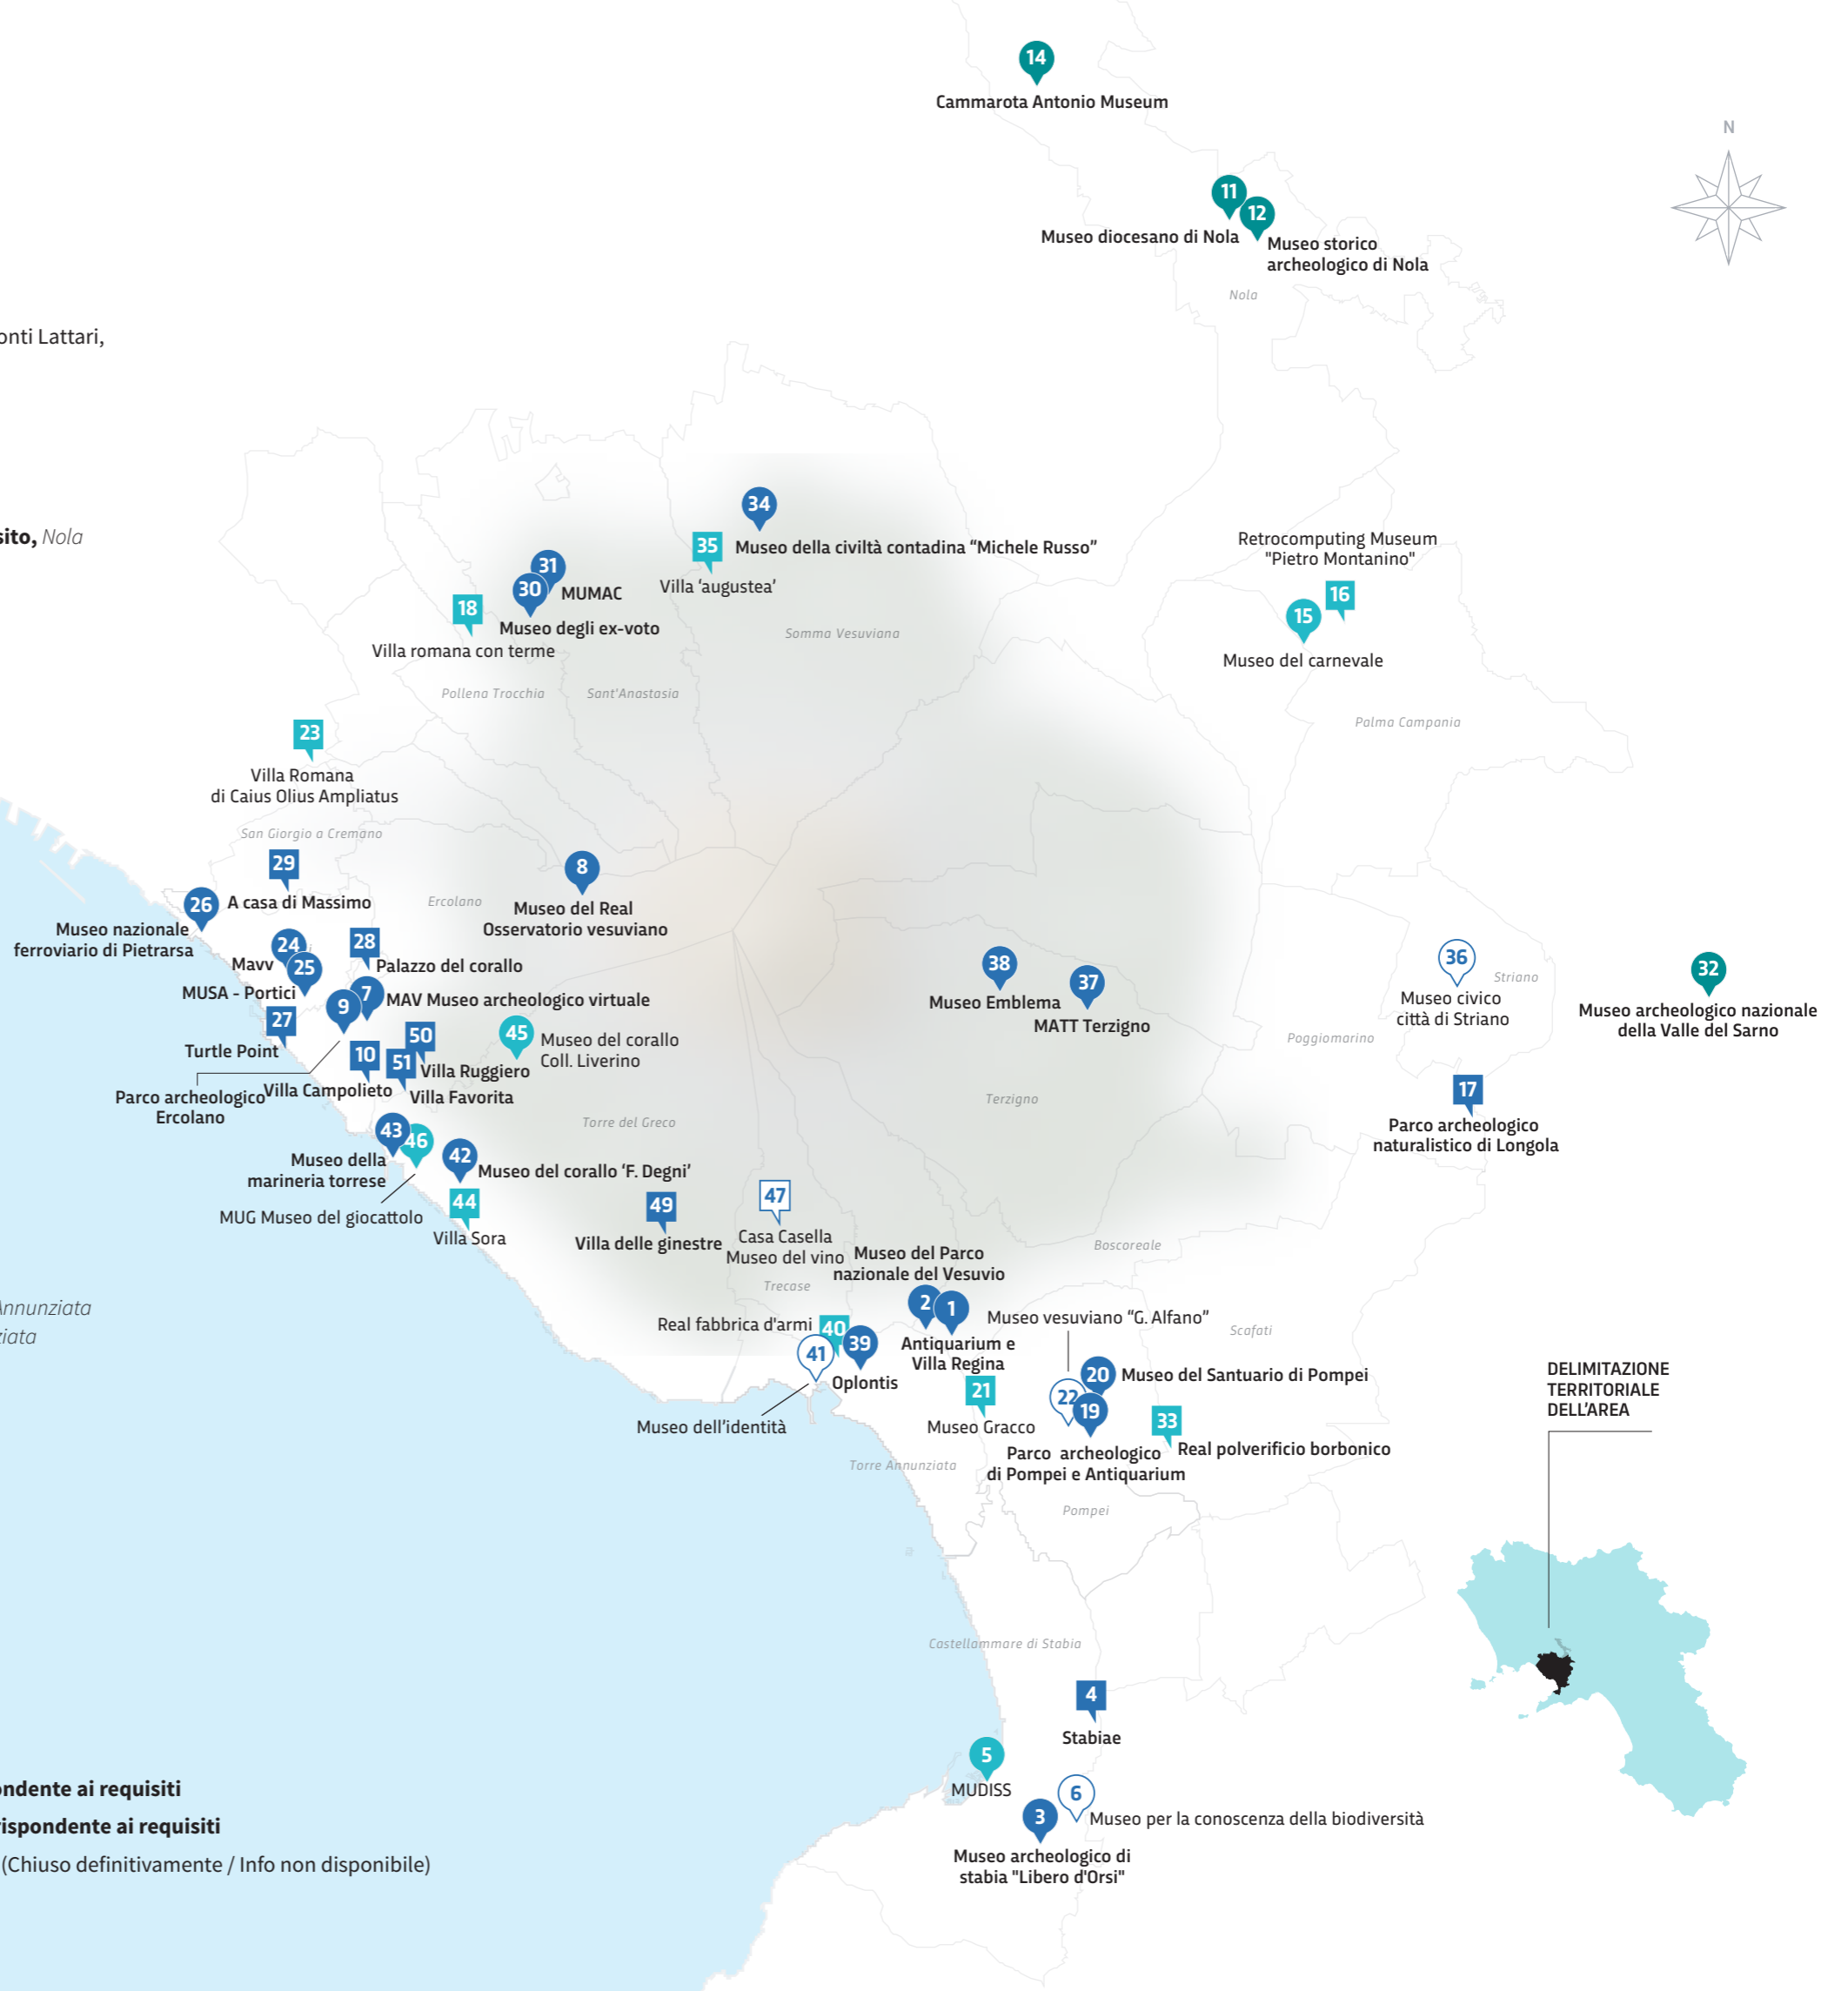 14
Cammarota Antonio Museum
N
11
12
Museo diocesano di Nola
Museo storico
archeologico di Nola
Nola
onti Lattari,
34
sito, Nola
35
Museo della civiltà contadina “Michele Russo”
Villa ‘augustea’
Retrocomputing Museum
"Pietro Montanino"
16
15
Museo del carnevale
31
30
MUMAC
18
Museo degli ex-voto
Villa romana con terme
Somma Vesuviana
Pollena Trocchia
Sant'Anastasia
Palma Campania
23
Villa Romana
di Caius Olius Ampliatus
San Giorgio a Cremano
29
A casa di Massimo
8
Museo del Real
Osservatorio vesuviano
Ercolano
26
Museo nazionale
ferroviario di Pietrarsa
24
Mavv
25
MUSA - Portici
28
Palazzo del corallo
7
MAV Museo archeologico virtuale
9
27
Turtle Point
10
50
51
Villa Ruggiero
Villa Campolieto
Villa Favorita
Parco archeologico
Ercolano
45
Museo del corallo
Coll. Liverino
38
Museo Emblema
37
MATT Terzigno
36
Striano
Museo civico
città di Striano
32
Museo archeologico nazionale
della Valle del Sarno
Poggiomarino
17
Parco archeologico
naturalistico di Longola
Terzigno
Torre del Greco
43
46
42
Museo della
marineria torrese
Museo del corallo ‘F. Degni’
MUG Museo del giocattolo
44
Villa Sora
49
Villa delle ginestre
47
Casa Casella
Museo del vino
Trecase
Museo del Parco
nazionale del Vesuvio
Boscoreale
2
1
Antiquarium e
Villa Regina
Museo vesuviano “G. Alfano”
Scafati
Annunziata
ziata
Real fabbrica d'armi
40
41
39
Oplontis
Museo dell’identità
21
Museo Gracco
20
Museo del Santuario di Pompei
22
19
33
Real polverificio borbonico
Parco archeologico
di Pompei e Antiquarium
Torre Annunziata
Pompei
DELIMITAZIONE
TERRITORIALE
DELL’AREA
Castellammare di Stabia
4
Stabiae
5
MUDISS
6
Museo per la conoscenza della biodiversità
3
Museo archeologico di
stabia "Libero d'Orsi"
ondente ai requisiti
rispondente ai requisiti
(Chiuso definitivamente / Info non disponibile)